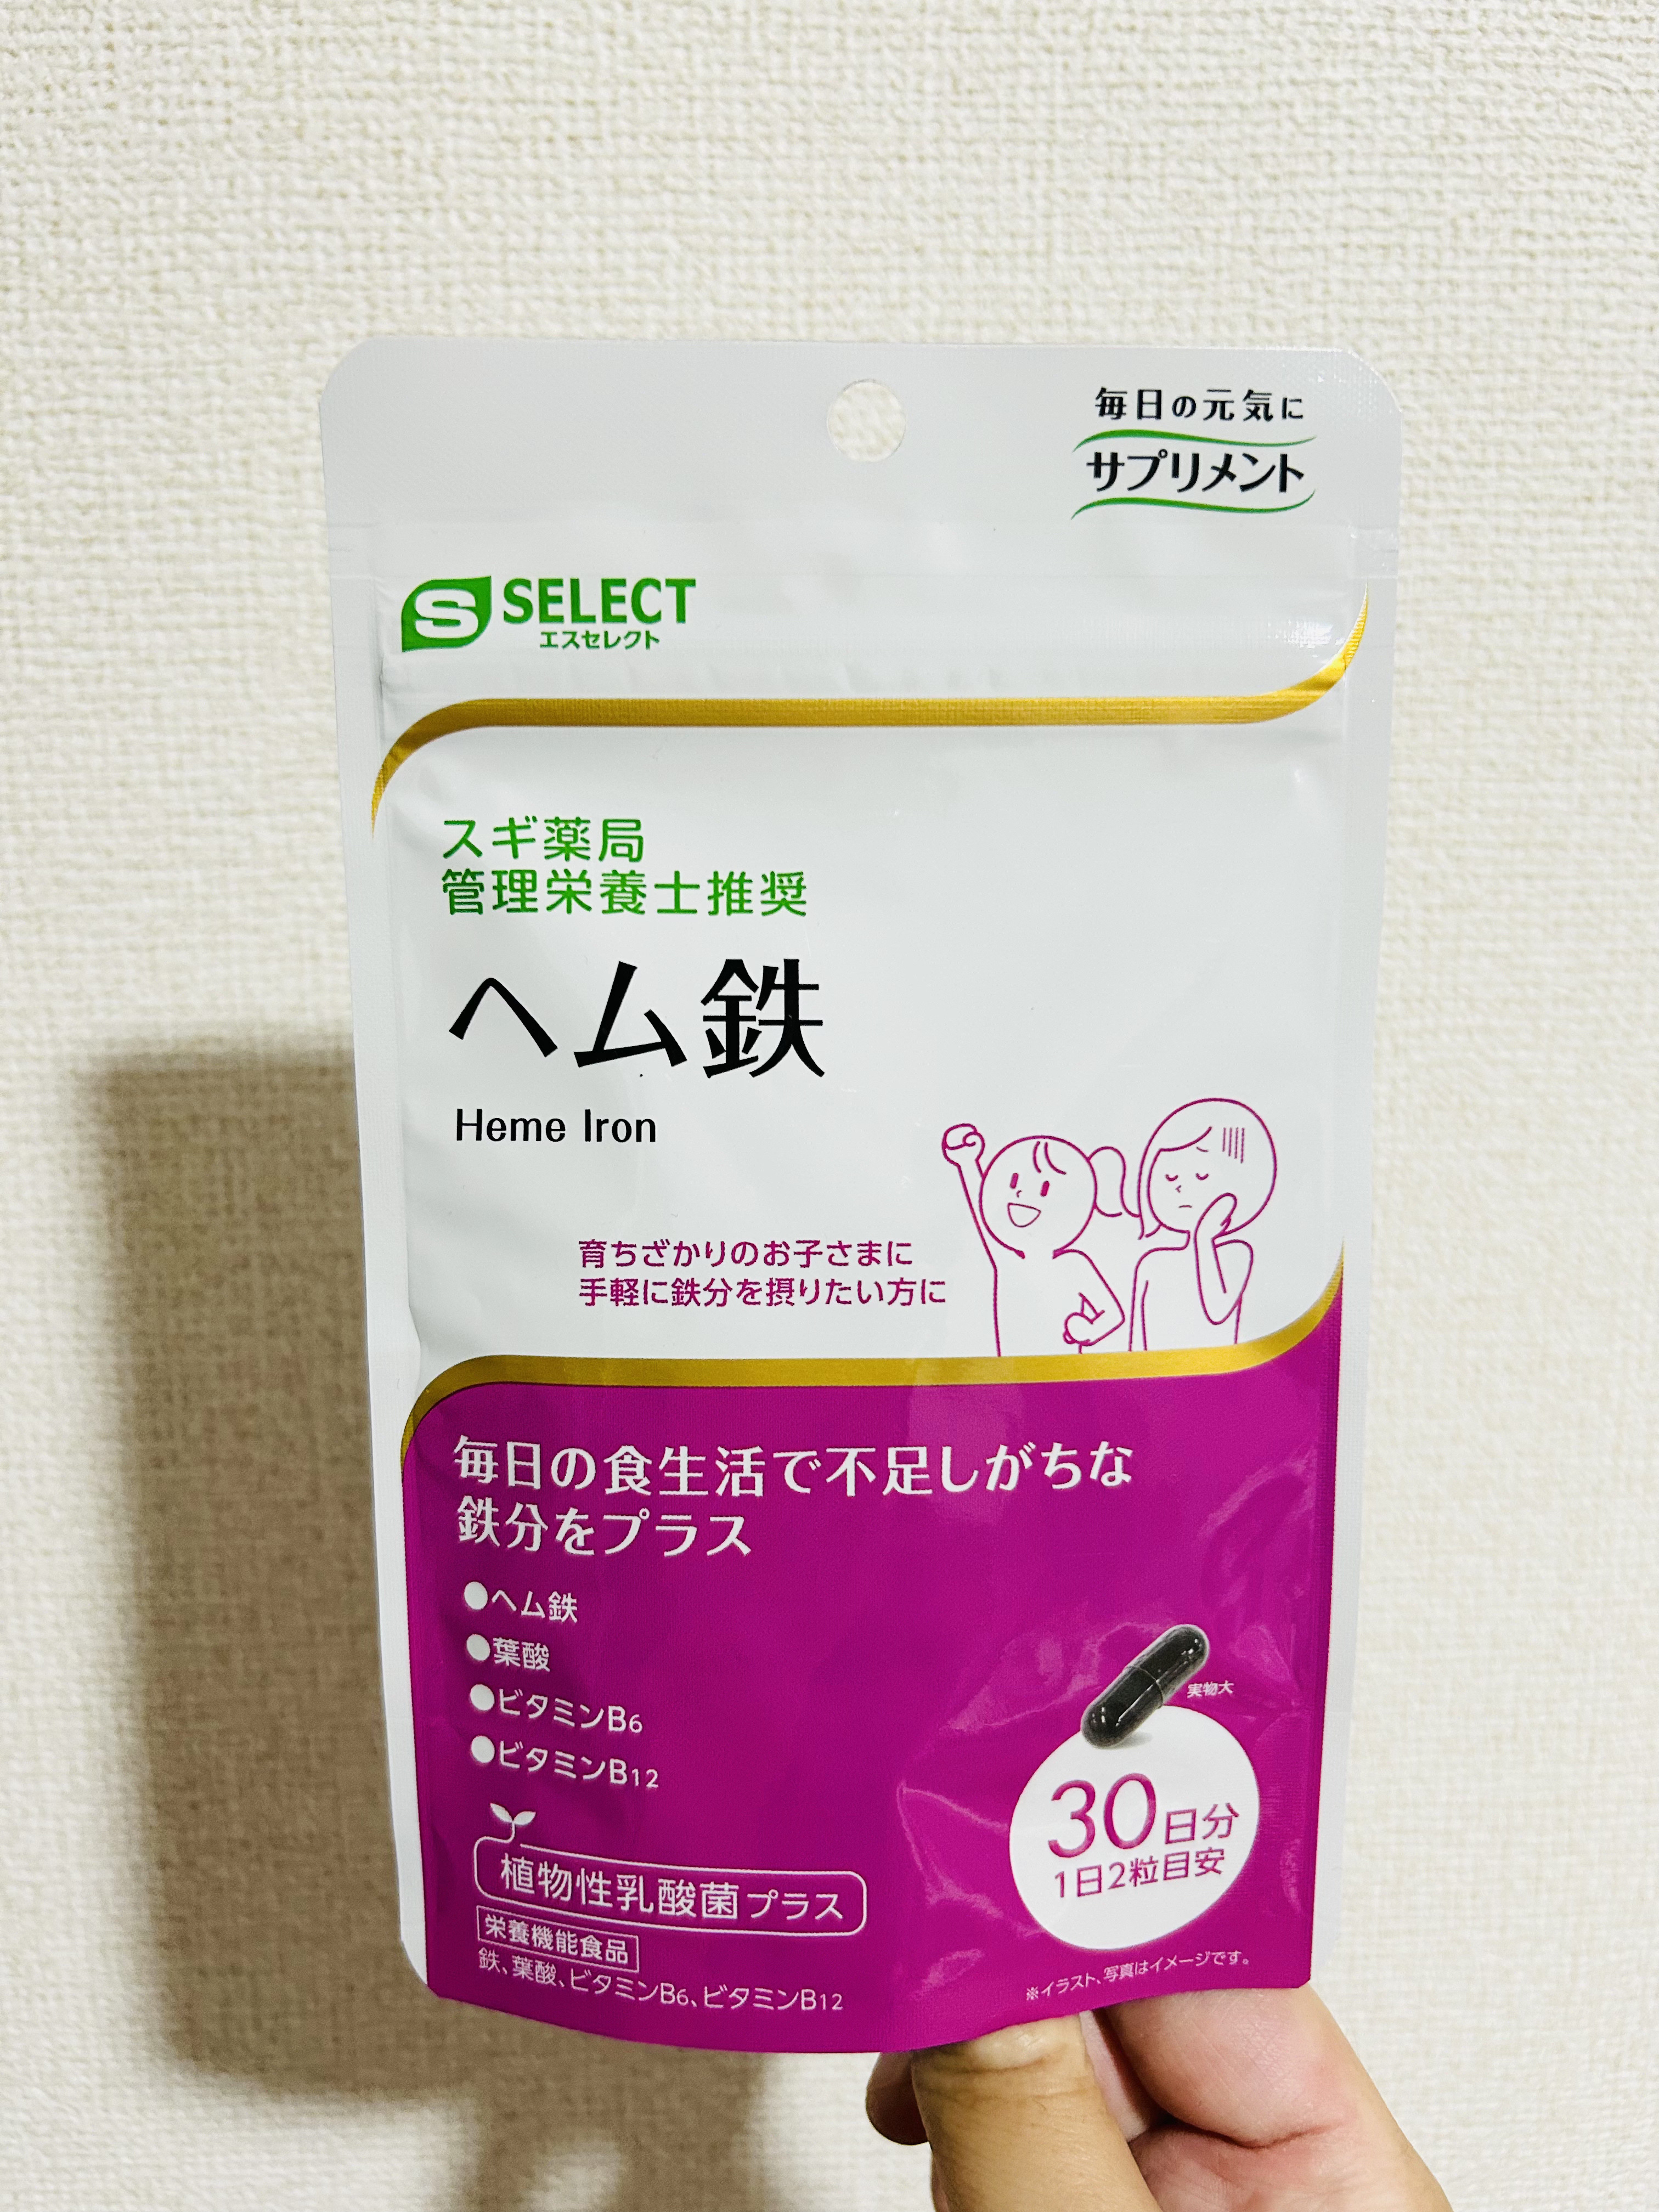 毎日の元気に
サプリメント
S SELECT
エスセレクト
スギ薬局
管理栄養士推奨
ヘム鉄
Heme Iron
育ちざかりのお子さまに
手軽に鉄分を摂りたい方に
毎日の食生活で不足しがちな
鉄分をプラス
●ヘム鉄
●葉酸
●ビタミンB6
●ビタミンB12
実物大
30日分
1日2粒目安
植物性乳酸菌プラス
栄養機能食品
鉄、葉酸、ビタミンB6、ビタミンB12
※イラスト、写真はイメージです。